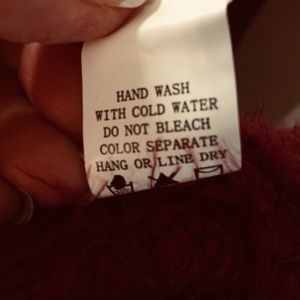 HAND WASH
WITH COLD WATER
DO NOT BLEACH
COLOR SEPARATE
HANG OR LINE DRY